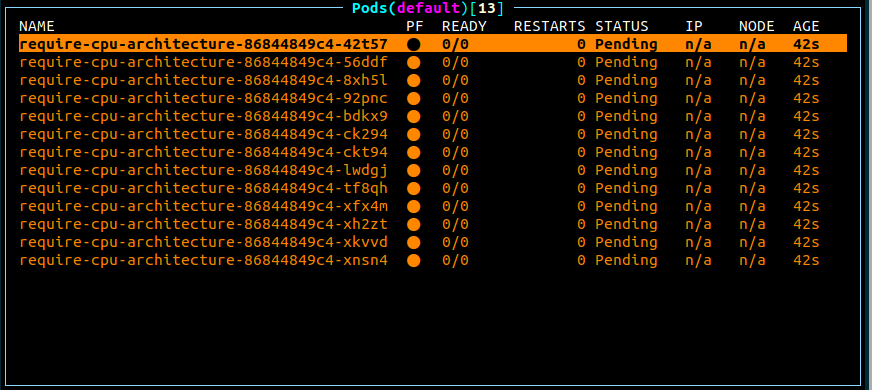 Pods(default)[13]
NAME PF READY RESTARTS STATUS IP NODE AGE
require-cpu-architecture-86844849c4-42t57 ● 0/0 0 Pending n/a n/a 42s
require-cpu-architecture-86844849c4-56ddf ● 0/0 0 Pending n/a n/a 42s
require-cpu-architecture-86844849c4-8xh5l ● 0/0 0 Pending n/a n/a 42s
require-cpu-architecture-86844849c4-92pnc ● 0/0 0 Pending n/a n/a 42s
require-cpu-architecture-86844849c4-bdkx9 ● 0/0 0 Pending n/a n/a 42s
require-cpu-architecture-86844849c4-ck294 ● 0/0 0 Pending n/a n/a 42s
require-cpu-architecture-86844849c4-ckt94 ● 0/0 0 Pending n/a n/a 42s
require-cpu-architecture-86844849c4-lwdgj ● 0/0 0 Pending n/a n/a 42s
require-cpu-architecture-86844849c4-tf8qh ● 0/0 0 Pending n/a n/a 42s
require-cpu-architecture-86844849c4-xfx4m ● 0/0 0 Pending n/a n/a 42s
require-cpu-architecture-86844849c4-xh2zt ● 0/0 0 Pending n/a n/a 42s
require-cpu-architecture-86844849c4-xkvvd ● 0/0 0 Pending n/a n/a 42s
require-cpu-architecture-86844849c4-xnsn4 ● 0/0 0 Pending n/a n/a 42s